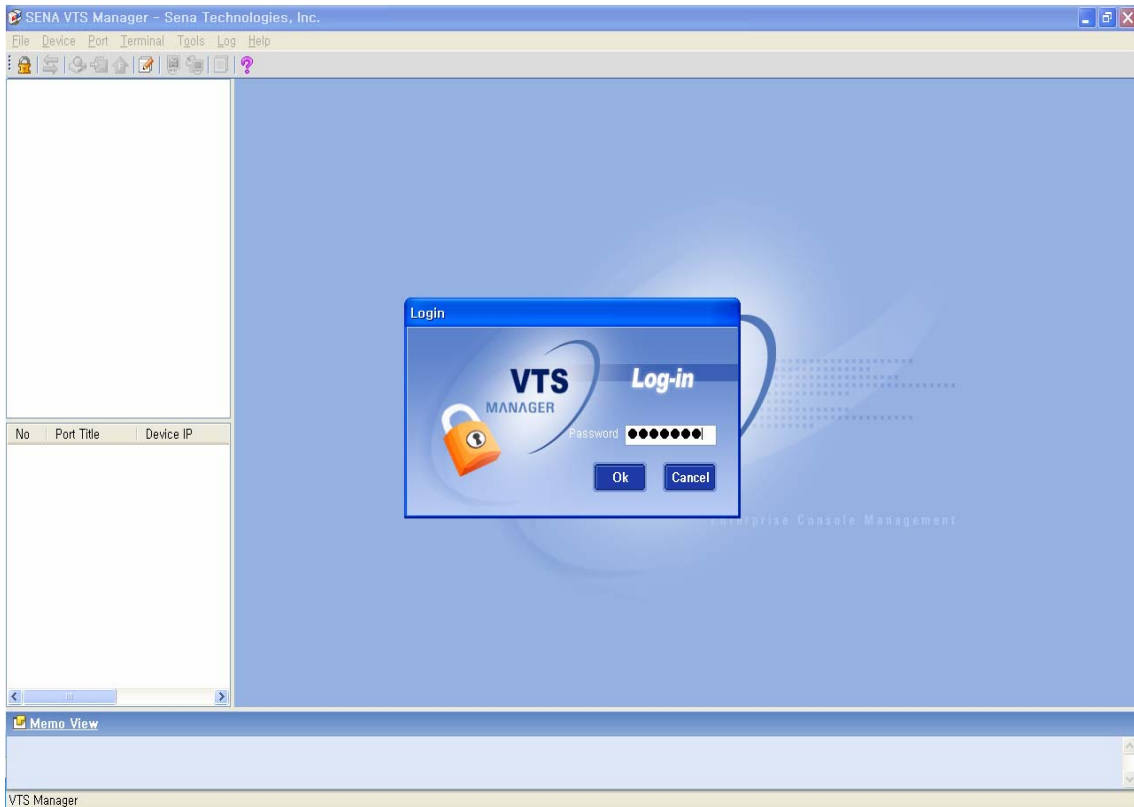 SENA VTS Manager - Sena Technologies, Inc.
File Device Port Terminal Tools Log Help
No Port Title Device IP
Login
VTS
MANAGER
Log-in
Password ●●●●●●●
Ok Cancel
Enterprise Console Management
Memo View
VTS Manager